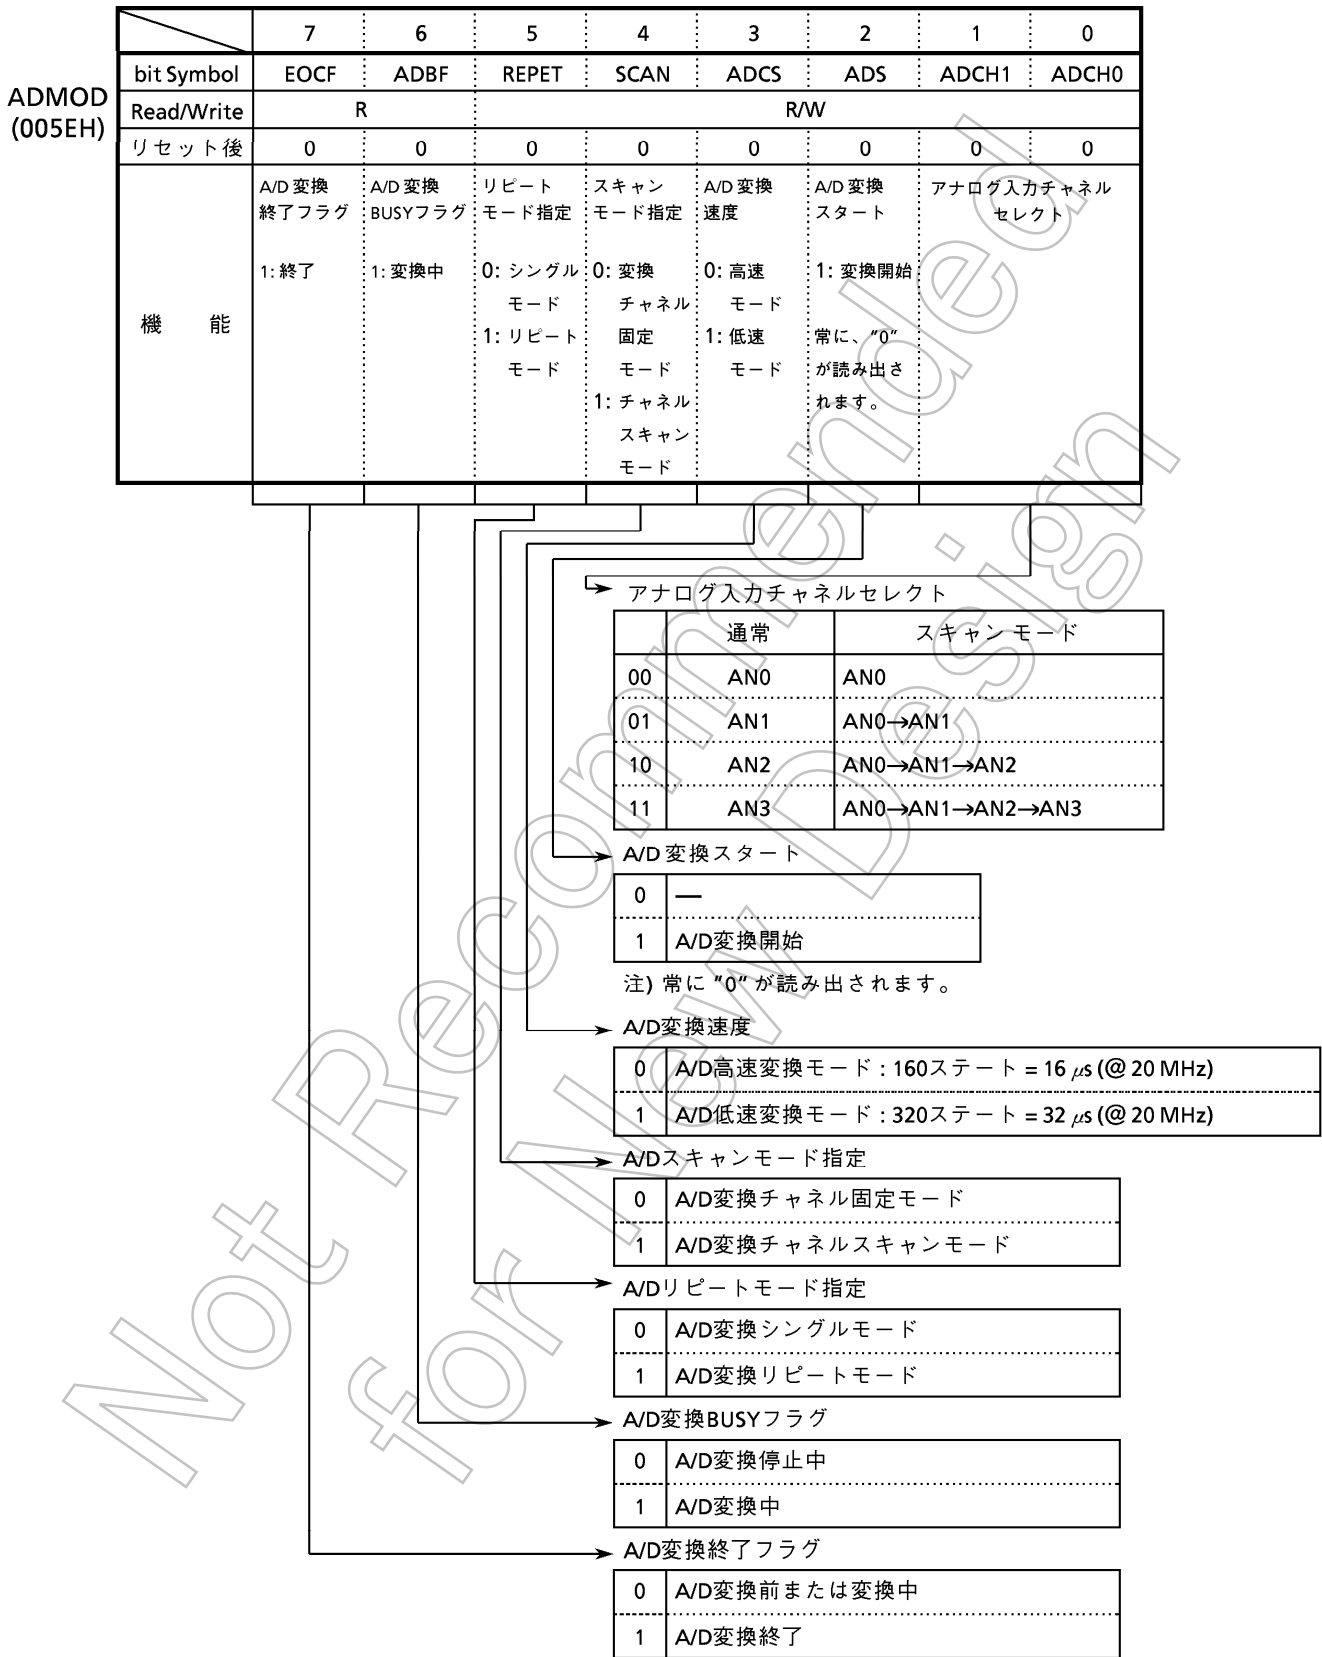 7 6 5 4 3 2 1 0
bit Symbol EOCF ADBF REPET SCAN ADCS ADS ADCH1 ADCH0
ADMOD
(005EH)
Read/Write R R/W
リセット後 0 0 0 0 0 0 0 0
機 能
A/D変換
終了フラグ
1: 終了
A/D変換
BUSYフラグ
1: 変換中
リピート
モード指定
0: シングル
モード
1: リピート
モード
スキャン
モード指定
0: 変換
チャネル
固定
モード
1: チャネル
スキャン
モード
A/D変換
速度
0: 高速
モード
1: 低速
モード
A/D変換
スタート
1: 変換開始
常に、"0"
が読み出さ
れます。
アナログ入力チャネル
セレクト
アナログ入力チャネルセレクト
通常 スキャン モード
00 AN0 AN0
01 AN1 AN0→AN1
10 AN2 AN0→AN1→AN2
11 AN3 AN0→AN1→AN2→AN3
A/D変換スタート
0 —
1 A/D変換開始
注) 常に "0" が読み出されます。
A/D変換速度
0 A/D高速変換モード : 160ステート = 16 μs (@ 20 MHz)
1 A/D低速変換モード : 320ステート = 32 μs (@ 20 MHz)
A/Dスキャンモード指定
0 A/D変換チャネル固定モード
1 A/D変換チャネルスキャンモード
A/Dリピートモード指定
0 A/D変換シングルモード
1 A/D変換リピートモード
A/D変換BUSYフラグ
0 A/D変換停止中
1 A/D変換中
A/D変換終了フラグ
0 A/D変換前または変換中
1 A/D変換終了
Not Recommended
for New Design